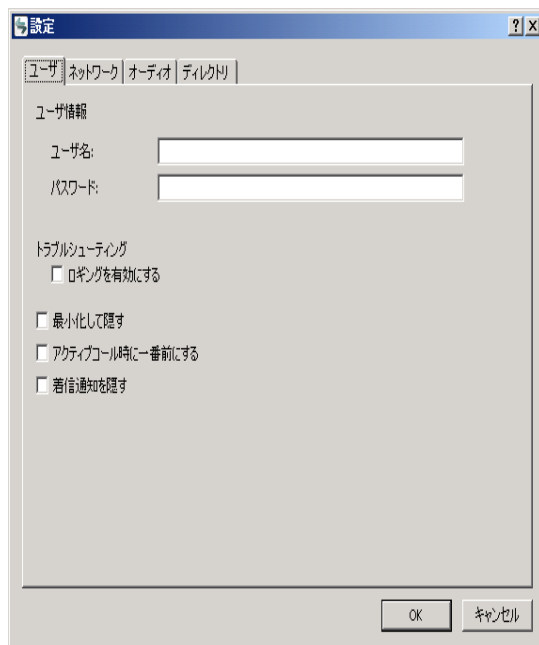 設定
ユーザ ネットワーク オーディオ ディレクトリ
ユーザ情報
ユーザ名:
パスワード:
トラブルシューティング
ロギングを有効にする
最小化して隠す
アクティブコール時に一番前にする
着信通知を隠す
OK キャンセル